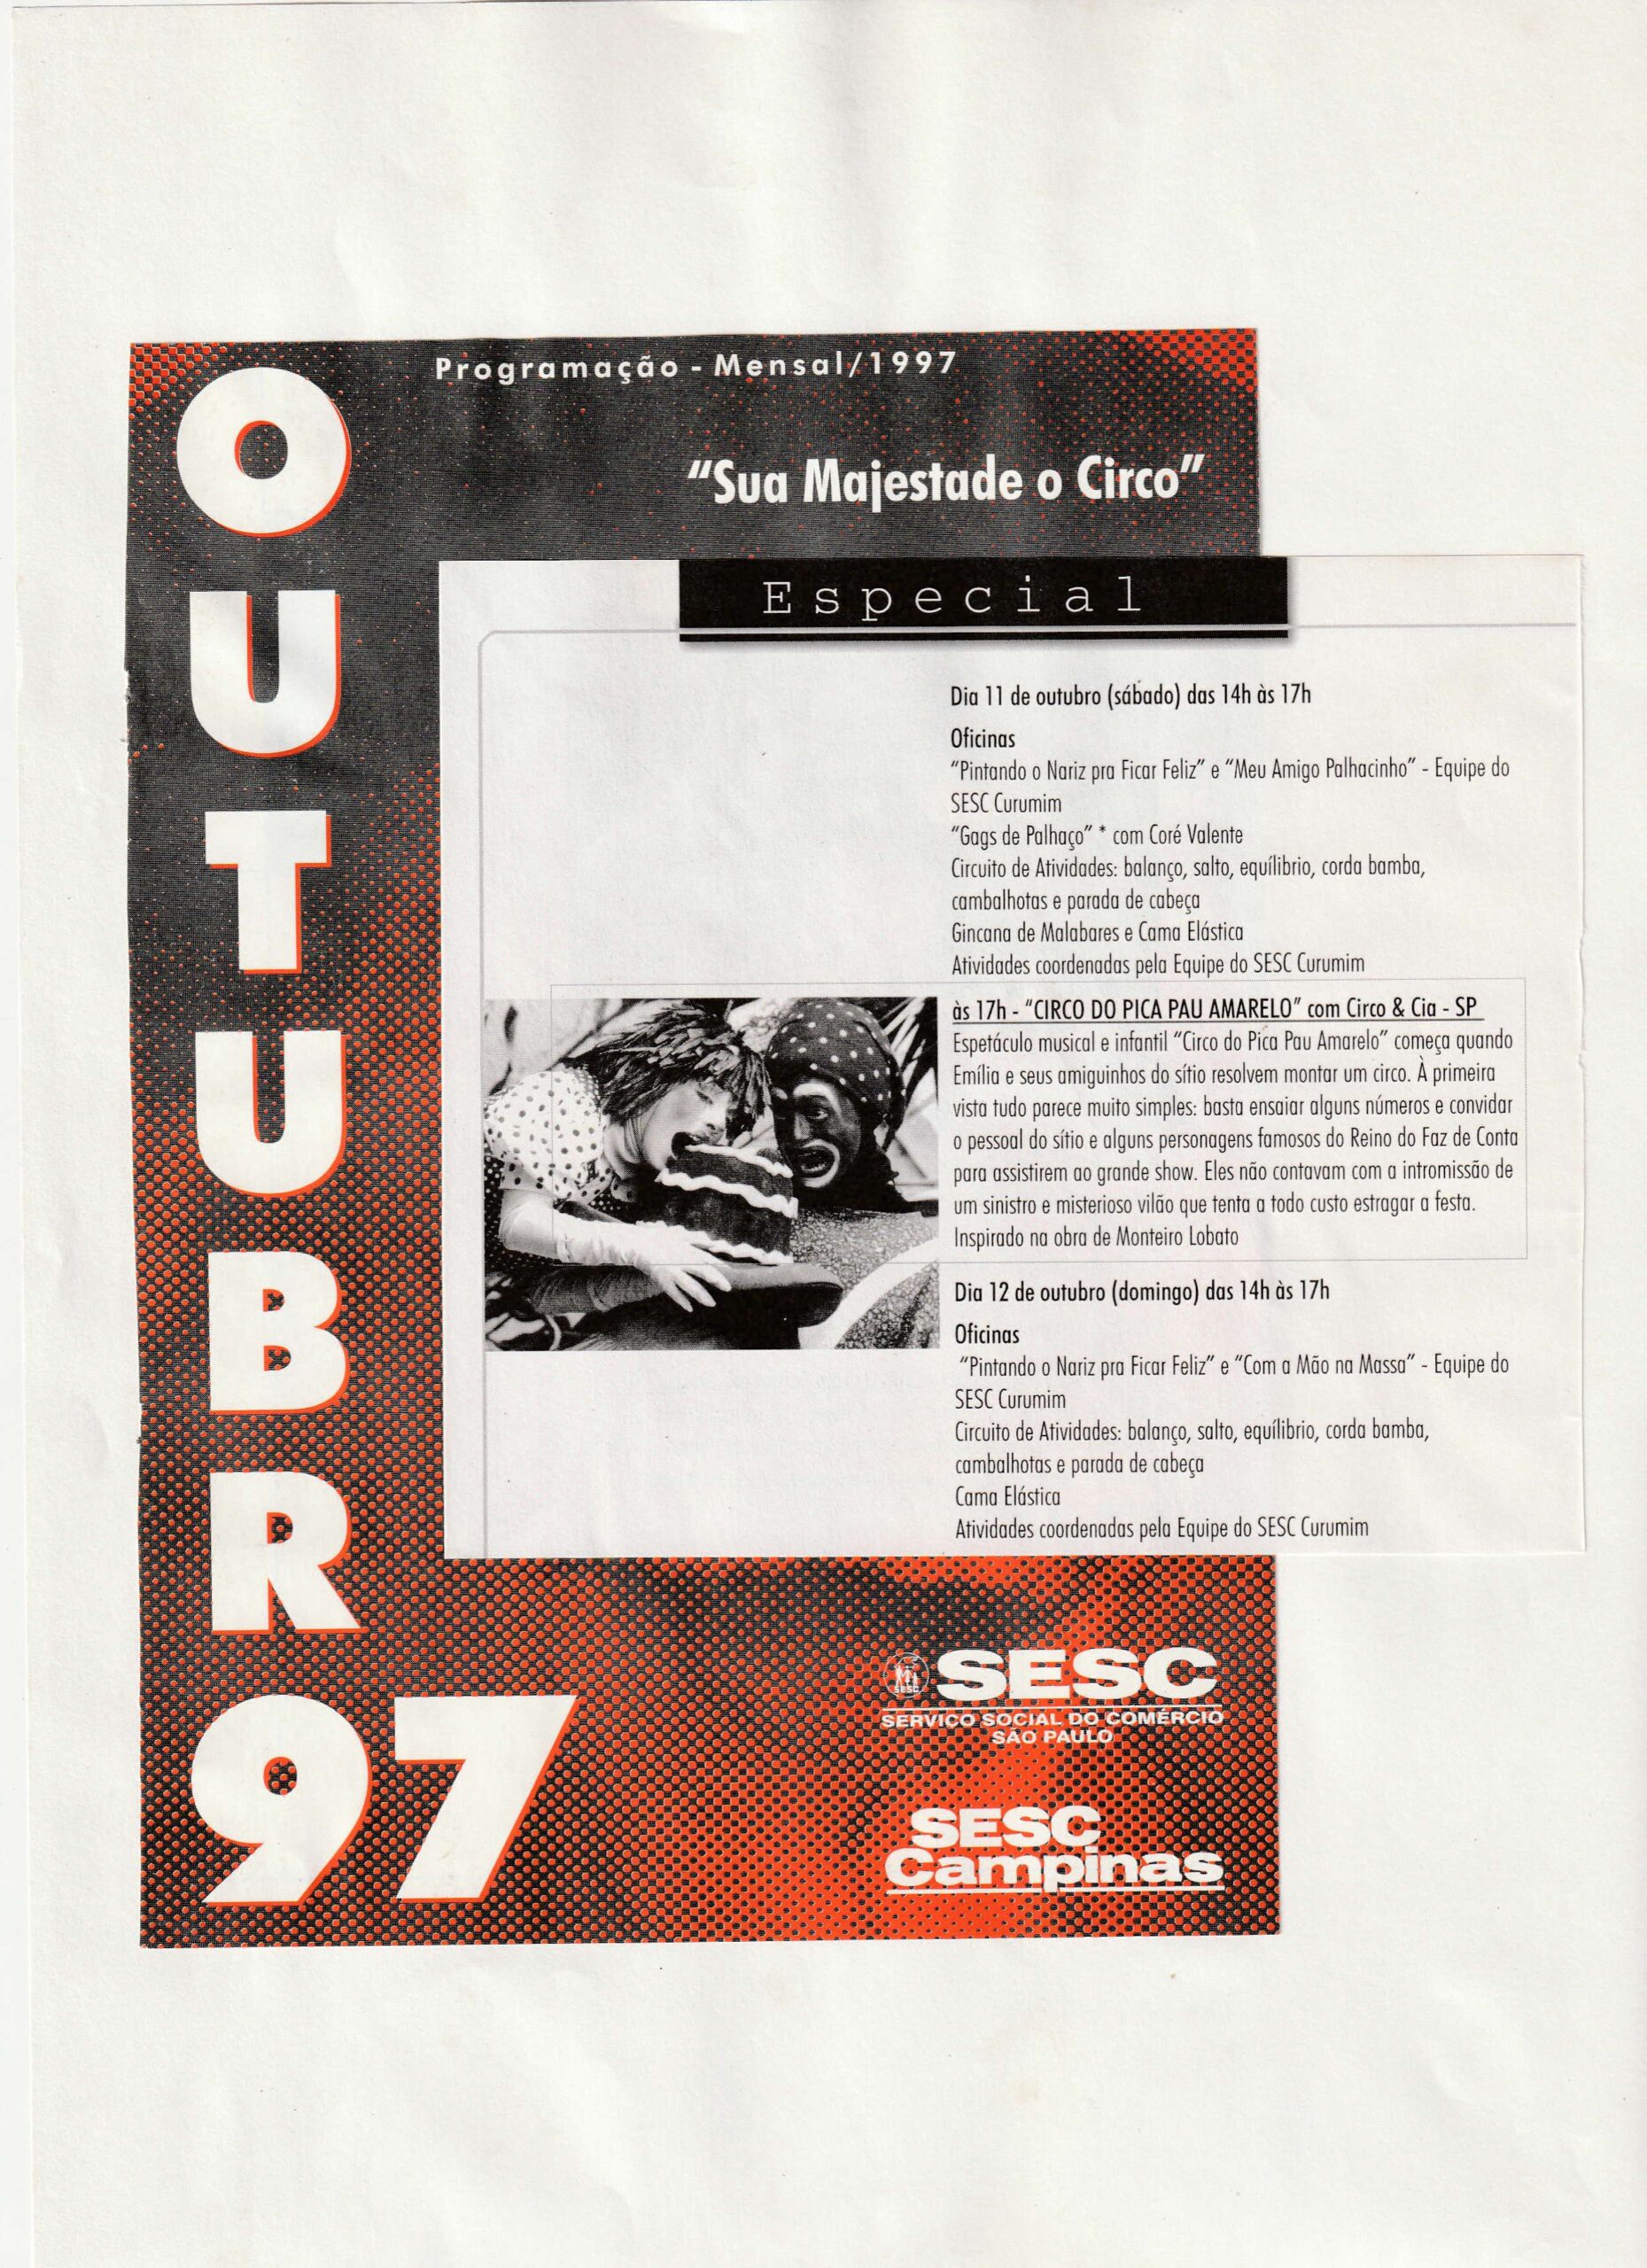 Programação - Mensal/1997
"Sua Majestade o Circo"
OUTUBR
97
Especial
Dia 11 de outubro (sábado) das 14h às 17h
Oficinas
"Pintando o Nariz pra Ficar Feliz" e "Meu Amigo Palhacinho" - Equipe do
SESC Curumim
"Gags de Palhaço" * com Coré Valente
Circuito de Atividades: balanço, salto, equílibrio, corda bamba,
cambalhotas e parada de cabeça
Gincana de Malabares e Cama Elástica
Atividades coordenadas pela Equipe do SESC Curumim
às 17h - "CIRCO DO PICA PAU AMARELO" com Circo & Cia - SP
Espetáculo musical e infantil "Circo do Pica Pau Amarelo" começa quando
Emília e seus amiguinhos do sítio resolvem montar um circo. À primeira
vista tudo parece muito simples: basta ensaiar alguns números e convidar
o pessoal do sítio e alguns personagens famosos do Reino do Faz de Conta
para assistirem ao grande show. Eles não contavam com a intromissão de
um sinistro e misterioso vilão que tenta a todo custo estragar a festa.
Inspirado na obra de Monteiro Lobato
Dia 12 de outubro (domingo) das 14h às 17h
Oficinas
"Pintando o Nariz pra Ficar Feliz" e "Com a Mão na Massa" - Equipe do
SESC Curumim
Circuito de Atividades: balanço, salto, equílibrio, corda bamba,
cambalhotas e parada de cabeça
Cama Elástica
Atividades coordenadas pela Equipe do SESC Curumim
SESC
SESC
SERVIÇO SOCIAL DO COMÉRCIO
SÃO PAULO
SESC
Campinas